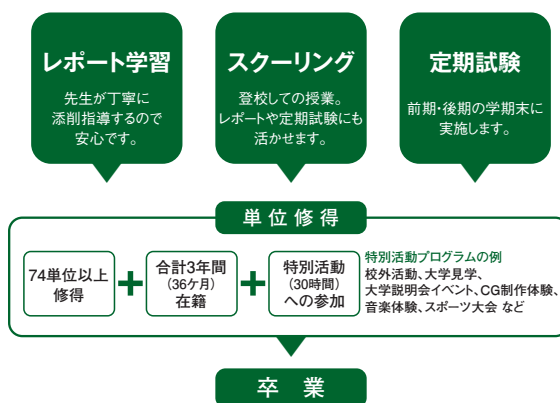 レポート学習
先生が丁寧に
添削指導するので
安心です。
スクーリング
登校しての授業。
レポートや定期試験にも
活かせます。
定期試験
前期・後期の学期末に
実施します。
単位修得
74単位以上
修得
+
合計3年間
(36ケ月)
在籍
+
特別活動
(30時間)
への参加
特別活動プログラムの例
校外活動、大学見学、
大学説明会イベント、CG制作体験、
音楽体験、スポーツ大会 など
卒業